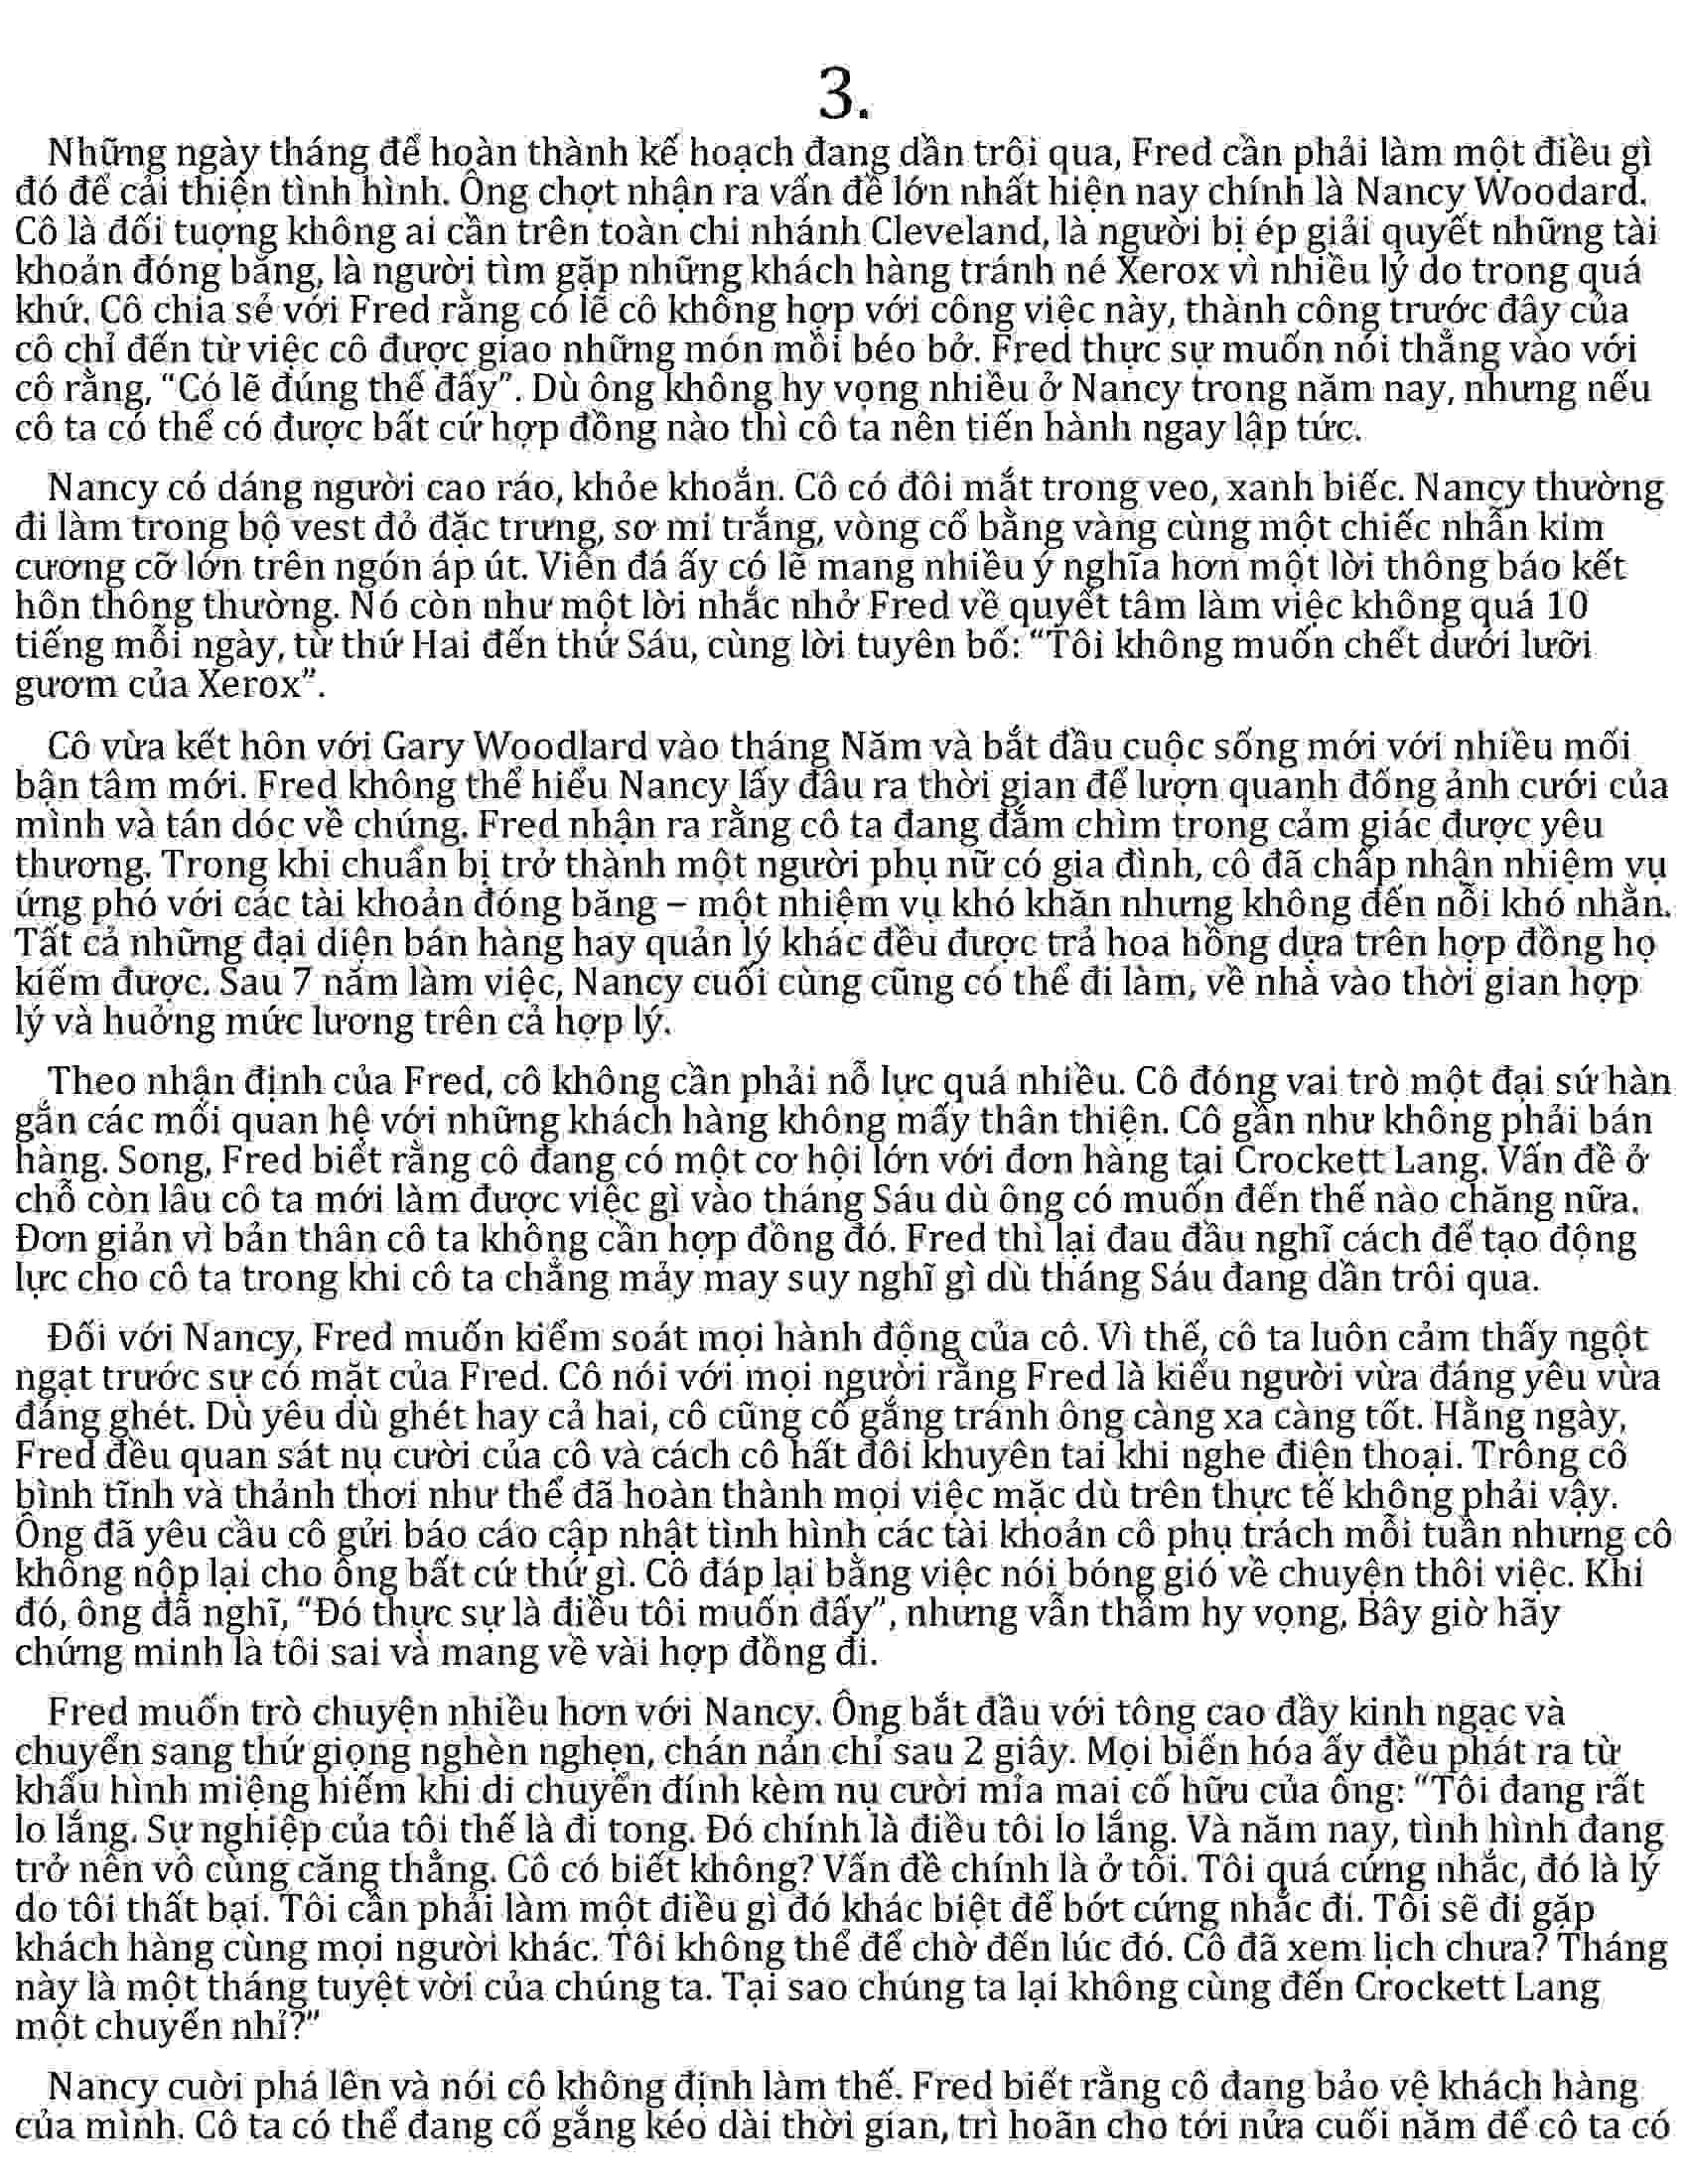 3.
Những ngày tháng để hoàn thành kế hoạch đang dần trôi qua, Fred cần phải làm một điều gì
đó để cải thiện tình hình. Ông chợt nhận ra vấn đề lớn nhất hiện nay chính là Nancy Woodard.
Cô là đối tuợng không ai cần trên toàn chi nhánh Cleveland, là người bị ép giải quyết những tài
khoản đóng băng, là người tìm gặp những khách hàng tránh né Xerox vì nhiều lý do trong quá
khứ. Cô chia sẻ với Fred rằng có lẽ cô không hợp với công việc này, thành công trước đây của
cô chỉ đến từ việc cô được giao những món mồi béo bở. Fred thực sự muốn nói thẳng vào với
cô rằng, “Có lẽ đúng thế đấy”. Dù ông không hy vọng nhiều ở Nancy trong năm nay, nhưng nếu
cô ta có thể có được bất cứ hợp đồng nào thì cô ta nên tiến hành ngay lập tức.
Nancy có dáng người cao ráo, khỏe khoắn. Cô có đôi mắt trong veo, xanh biếc. Nancy thường
đi làm trong bộ vest đỏ đặc trưng, sơ mi trắng, vòng cổ bằng vàng cùng một chiếc nhẫn kim
cương cỡ lớn trên ngón áp út. Viên đá ấy có lẽ mang nhiều ý nghĩa hơn một lời thông báo kết
hôn thông thường. Nó còn như một lời nhắc nhở Fred về quyết tâm làm việc không quá 10
tiếng mỗi ngày, từ thứ Hai đến thứ Sáu, cùng lời tuyên bố: “Tôi không muốn chết dưới lưỡi
gươm của Xerox”.
Cô vừa kết hôn với Gary Woodlard vào tháng Năm và bắt đầu cuộc sống mới với nhiều mối
bận tâm mới. Fred không thể hiểu Nancy lấy đâu ra thời gian để lượn quanh đống ảnh cưới của
mình và tán dóc về chúng. Fred nhận ra rằng cô ta đang đắm chìm trong cảm giác được yêu
thương. Trong khi chuẩn bị trở thành một người phụ nữ có gia đình, cô đã chấp nhận nhiệm vụ
ứng phó với các tài khoản đóng băng – một nhiệm vụ khó khăn nhưng không đến nỗi khó nhằn.
Tất cả những đại diện bán hàng hay quản lý khác đều được trả hoa hồng dựa trên hợp đồng họ
kiếm được. Sau 7 năm làm việc, Nancy cuối cùng cũng có thể đi làm, về nhà vào thời gian hợp
lý và huởng mức lương trên cả hợp lý.
Theo nhận định của Fred, cô không cần phải nỗ lực quá nhiều. Cô đóng vai trò một đại sứ hàn
gắn các mối quan hệ với những khách hàng không mấy thân thiện. Cô gần như không phải bán
hàng. Song, Fred biết rằng cô đang có một cơ hội lớn với đơn hàng tại Crockett Lang. Vấn đề ở
chỗ còn lâu cô ta mới làm được việc gì vào tháng Sáu dù ông có muốn đến thế nào chăng nữa.
Đơn giản vì bản thân cô ta không cần hợp đồng đó. Fred thì lại đau đầu nghĩ cách để tạo động
lực cho cô ta trong khi cô ta chẳng mảy may suy nghĩ gì dù tháng Sáu đang dần trôi qua.
Đối với Nancy, Fred muốn kiểm soát mọi hành động của cô. Vì thế, cô ta luôn cảm thấy ngột
ngạt trước sự có mặt của Fred. Cô nói với mọi người rằng Fred là kiểu người vừa đáng yêu vừa
đáng ghét. Dù yêu dù ghét hay cả hai, cô cũng cố gắng tránh ông càng xa càng tốt. Hằng ngày,
Fred đều quan sát nụ cười của cô và cách cô hất đôi khuyên tai khi nghe điện thoại. Trông cô
bình tĩnh và thảnh thơi như thể đã hoàn thành mọi việc mặc dù trên thực tế không phải vậy.
Ông đã yêu cầu cô gửi báo cáo cập nhật tình hình các tài khoản cô phụ trách mỗi tuần nhưng cô
không nộp lại cho ông bất cứ thứ gì. Cô đáp lại bằng việc nói bóng gió về chuyện thôi việc. Khi
đó, ông đã nghĩ, “Đó thực sự là điều tôi muốn đấy”, nhưng vẫn thầm hy vọng, Bây giờ hãy
chứng minh là tôi sai và mang về vài hợp đồng đi.
Fred muốn trò chuyện nhiều hơn với Nancy. Ông bắt đầu với tông cao đầy kinh ngạc và
chuyển sang thứ giọng nghèn nghẹn, chán nản chỉ sau 2 giây. Mọi biến hóa ấy đều phát ra từ
khẩu hình miệng hiếm khi di chuyển đính kèm nụ cười mỉa mai cố hữu của ông: “Tôi đang rất
lo lắng. Sự nghiệp của tôi thế là đi tong. Đó chính là điều tôi lo lắng. Và năm nay, tình hình đang
trở nên vô cùng căng thẳng. Cô có biết không? Vấn đề chính là ở tôi. Tôi quá cứng nhắc, đó là lý
do tôi thất bại. Tôi cần phải làm một điều gì đó khác biệt để bớt cứng nhắc đi. Tôi sẽ đi gặp
khách hàng cùng mọi người khác. Tôi không thể để chờ đến lúc đó. Cô đã xem lịch chưa? Tháng
này là một tháng tuyệt vời của chúng ta. Tại sao chúng ta lại không cùng đến Crockett Lang
một chuyến nhỉ?”
Nancy cuời phá lên và nói cô không định làm thế. Fred biết rằng cô đang bảo vệ khách hàng
của mình. Cô ta có thể đang cố gắng kéo dài thời gian, trì hoãn cho tới nửa cuối năm để cô ta có